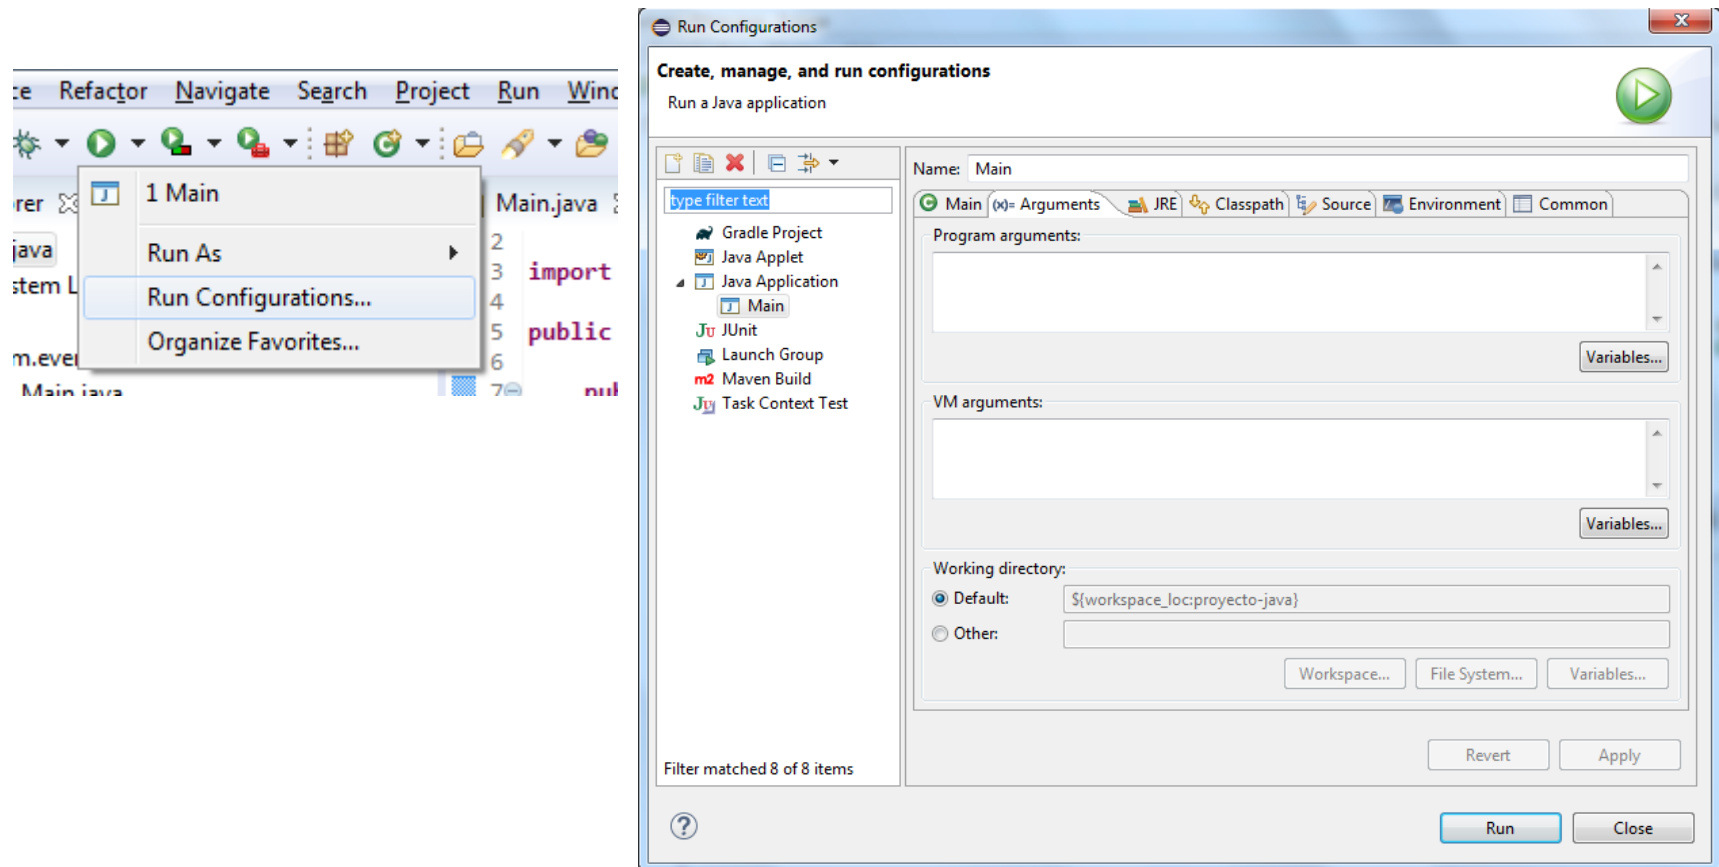 ce Refactor Navigate Search Project Run Wind
1 Main
Run As
Run Configurations...
Organize Favorites...
rer
java
stem L
m.ever
Main.java
Main.java
2
3 import
4
5 public
6
7 pub
Run Configurations
Create, manage, and run configurations
Run a Java application
type filter text
Gradle Project
Java Applet
Java Application
Main
JUnit
Launch Group
Maven Build
Task Context Test
Filter matched 8 of 8 items
Name: Main
Main (x)= Arguments JRE Classpath Source Environment Common
Program arguments:
Variables...
VM arguments:
Variables...
Working directory:
Default: ${workspace_loc:proyecto-java}
Other:
Workspace... File System... Variables...
Revert Apply
Run Close